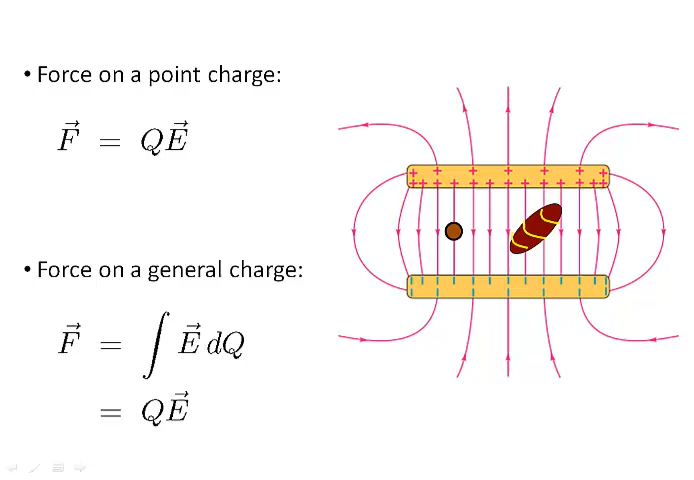 • Force on a point charge:
F⃗ = QE⃗
• Force on a general charge:
F⃗ = ∫ E⃗ dQ
= QE⃗